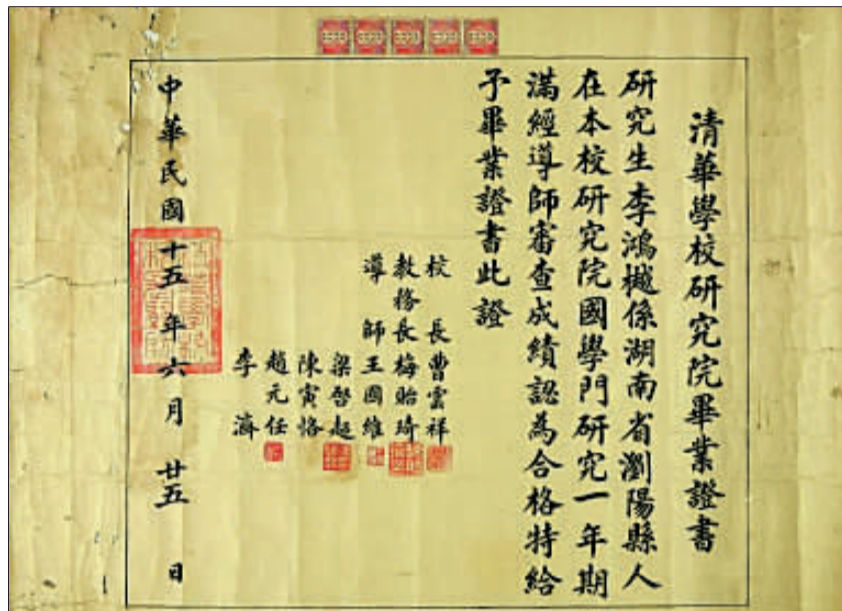 清華學校研究院畢業證書
研究生李鴻樾係湖南省瀏陽縣人
在本校研究院國學門研究一年期
滿經導師審查成績認為合格特給
予畢業證書此證
校長曹雲祥
教務長梅貽琦
導師王國維
梁啓超
陳寅恪
趙元任
李濟
中華民國十五年六月廿五日